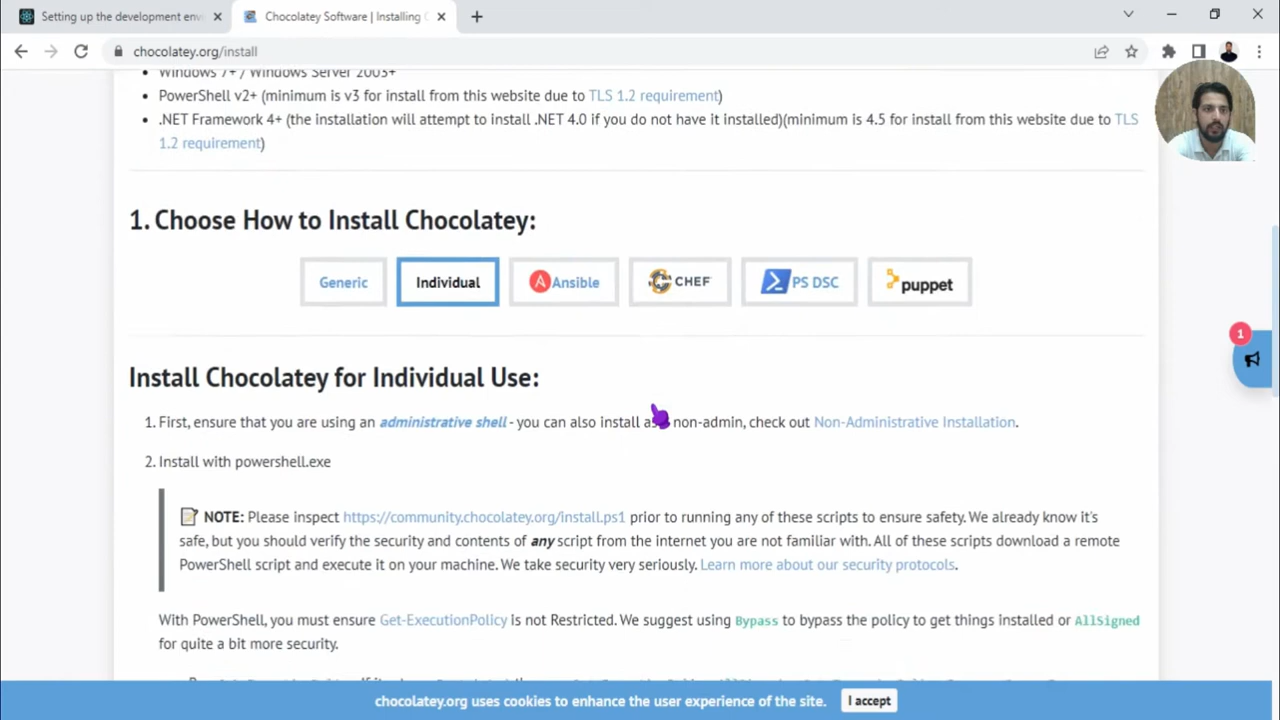 Setting up the development env
Chocolatey Software | Installing C
chocolatey.org/install
Windows 7+ / Windows Server 2003+
PowerShell v2+ (minimum is v3 for install from this website due to TLS 1.2 requirement)
.NET Framework 4+ (the installation will attempt to install .NET 4.0 if you do not have it installed)(minimum is 4.5 for install from this website due to TLS
1.2 requirement)
1. Choose How to Install Chocolatey:
Generic
Individual
Ansible
CHEF
PS DSC
puppet
1
Install Chocolatey for Individual Use:
1. First, ensure that you are using an administrative shell - you can also install as non-admin, check out Non-Administrative Installation.
2. Install with powershell.exe
NOTE: Please inspect https://community.chocolatey.org/install.ps1 prior to running any of these scripts to ensure safety. We already know it's
safe, but you should verify the security and contents of any script from the internet you are not familiar with. All of these scripts download a remote
PowerShell script and execute it on your machine. We take security very seriously. Learn more about our security protocols.
With PowerShell, you must ensure Get-ExecutionPolicy is not Restricted. We suggest using Bypass to bypass the policy to get things installed or AllSigned
for quite a bit more security.
chocolatey.org uses cookies to enhance the user experience of the site.
I accept